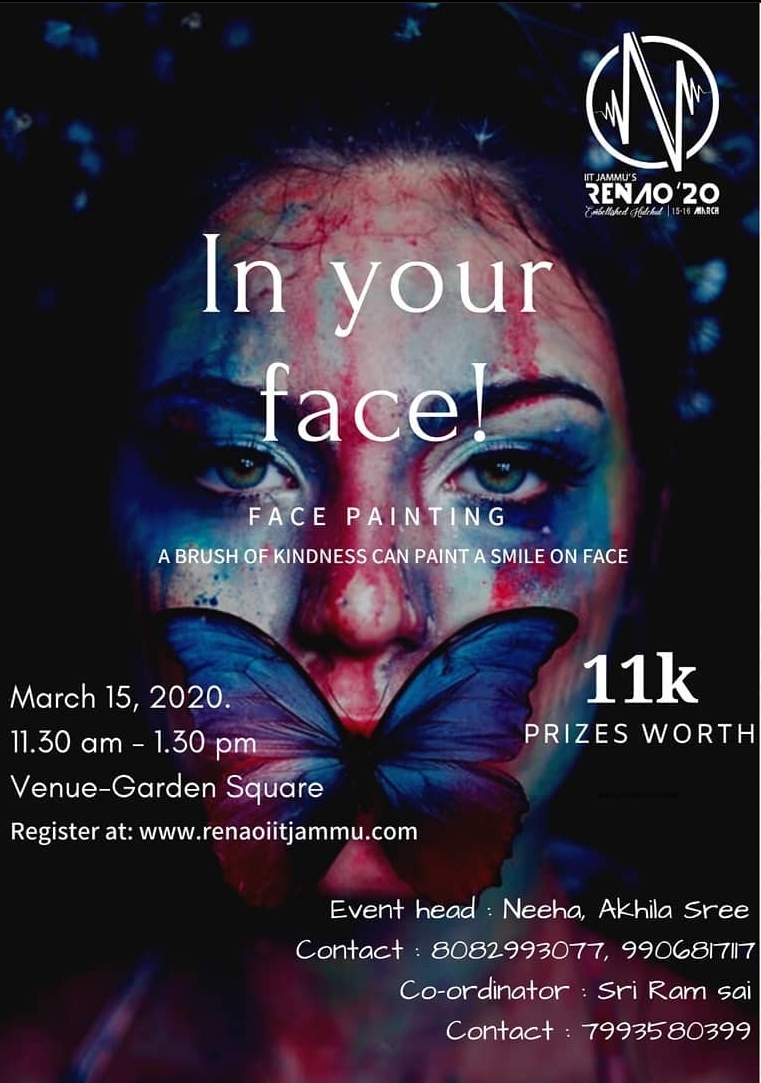 IIT JAMMU'S
RENAO '20
Embellished Hulchul | 15-16 MARCH
In your
face!
FACE PAINTING
A BRUSH OF KINDNESS CAN PAINT A SMILE ON FACE
11k
PRIZES WORTH
March 15, 2020.
11.30 am – 1.30 pm
Venue-Garden Square
Register at: www.renaoiitjammu.com
Event head : Neeha, Akhila Sree
Contact : 8082993077, 9906817117
Co-ordinator : Sri Ram sai
Contact : 7993580399